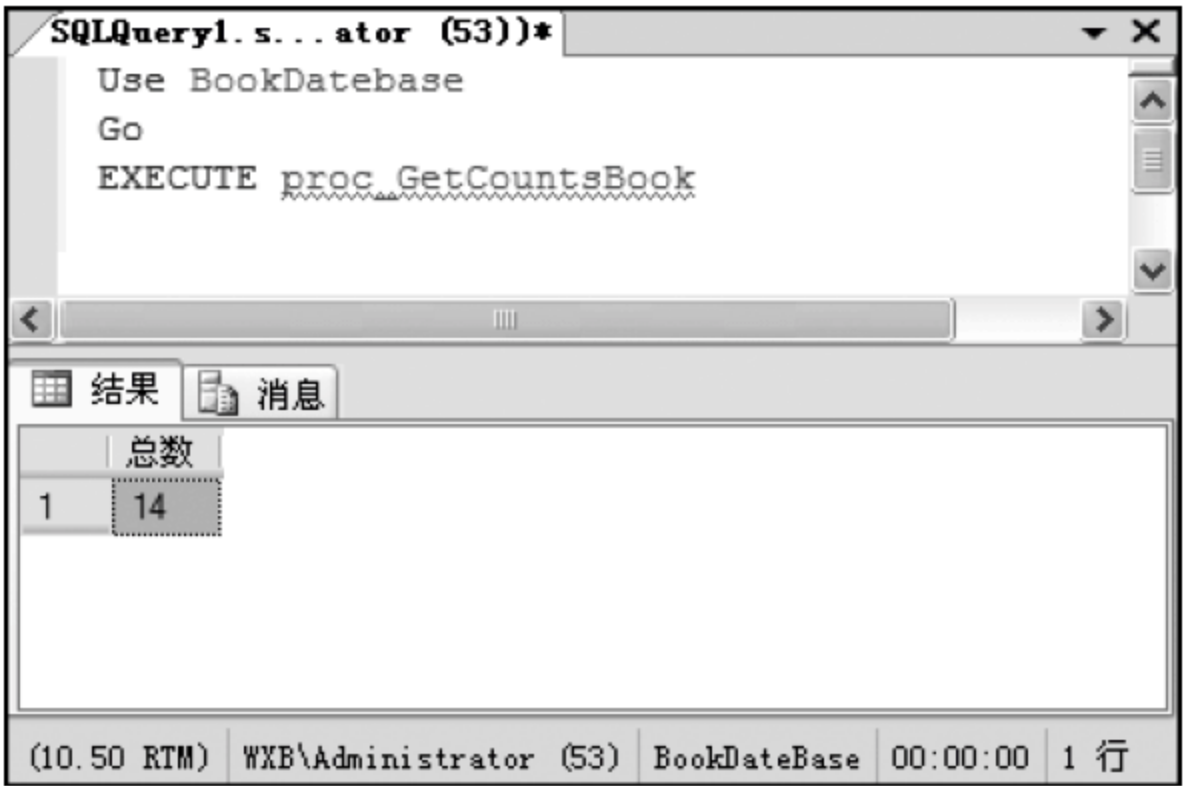 SQLQuery1.s...ator (53))*
Use BookDatebase
Go
EXECUTE proc_GetCountsBook
结果 消息
总数
1 14
(10.50 RTM) WXB\Administrator (53) BookDateBase 00:00:00 1 行